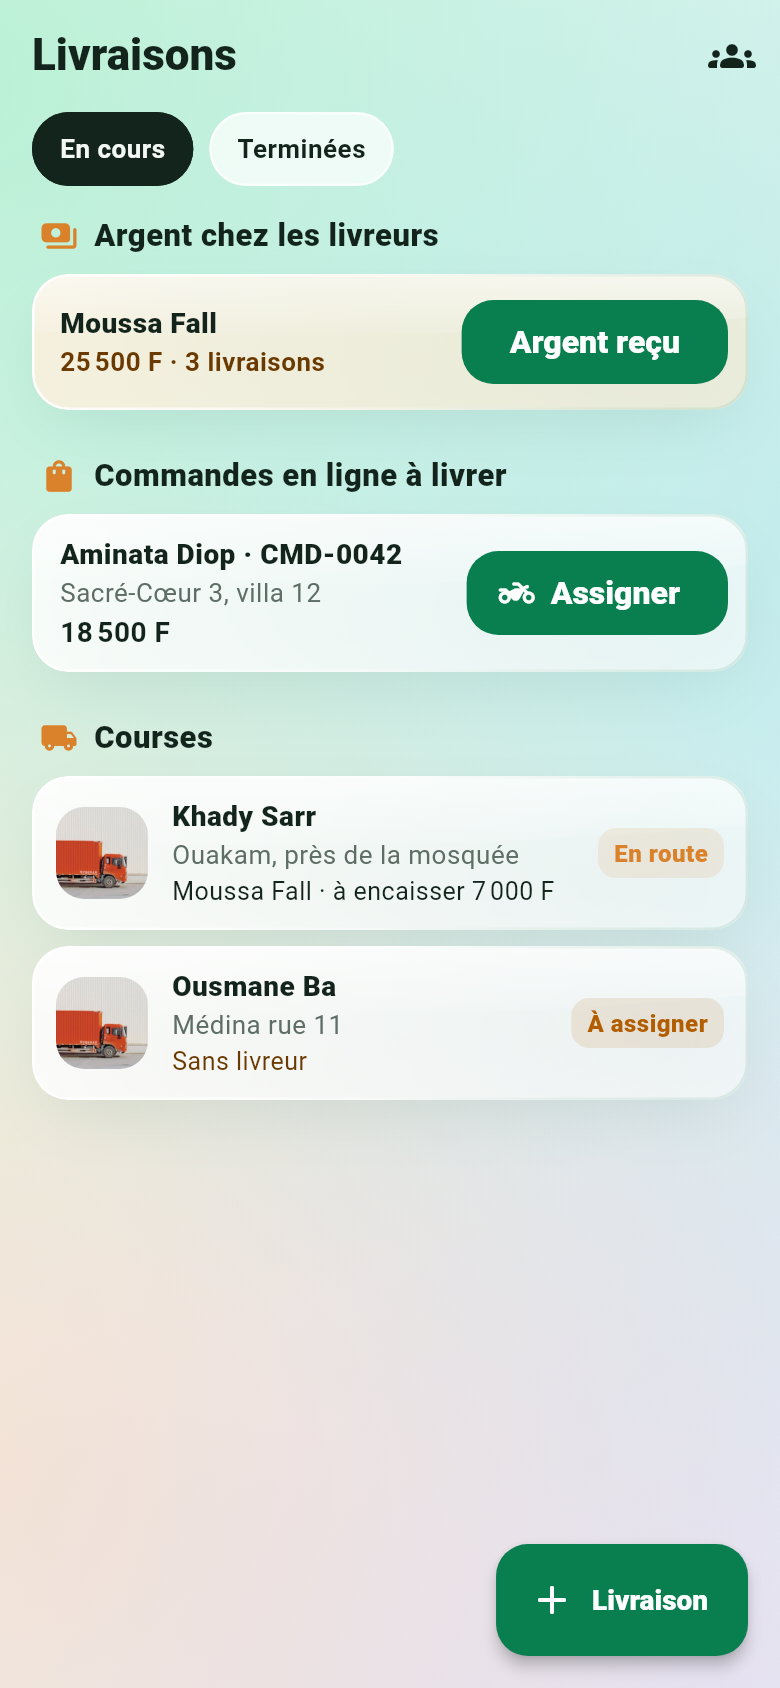 Livraisons
En cours
Terminées
Argent chez les livreurs
Moussa Fall
25 500 F · 3 livraisons
Argent reçu
Commandes en ligne à livrer
Aminata Diop · CMD-0042
Sacré-Cœur 3, villa 12
18 500 F
Assigner
Courses
Khady Sarr
Ouakam, près de la mosquée
Moussa Fall · à encaisser 7 000 F
En route
Ousmane Ba
Médina rue 11
Sans livreur
À assigner
Livraison